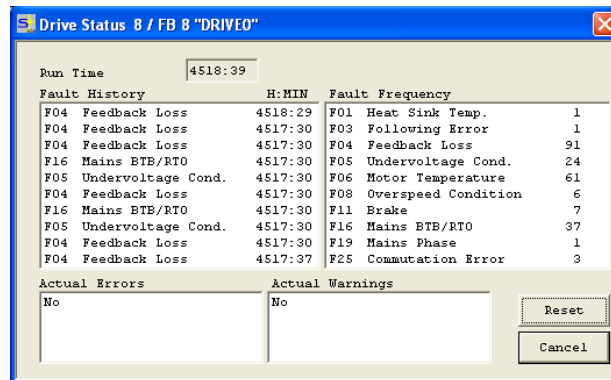 Drive Status 8 / FB 8 "DRIVE0"
Run Time 4518:39
Fault History H:MIN
F04 Feedback Loss 4518:29
F04 Feedback Loss 4517:30
F04 Feedback Loss 4517:30
F16 Mains BTB/RTO 4517:30
F05 Undervoltage Cond. 4517:30
F04 Feedback Loss 4517:30
F16 Mains BTB/RTO 4517:30
F05 Undervoltage Cond. 4517:30
F04 Feedback Loss 4517:30
F04 Feedback Loss 4517:37
Fault Frequency
F01 Heat Sink Temp. 1
F03 Following Error 1
F04 Feedback Loss 91
F05 Undervoltage Cond. 24
F06 Motor Temperature 61
F08 Overspeed Condition 6
F11 Brake 7
F16 Mains BTB/RTO 37
F19 Mains Phase 1
F25 Commutation Error 3
Actual Errors
No
Actual Warnings
No
Reset
Cancel